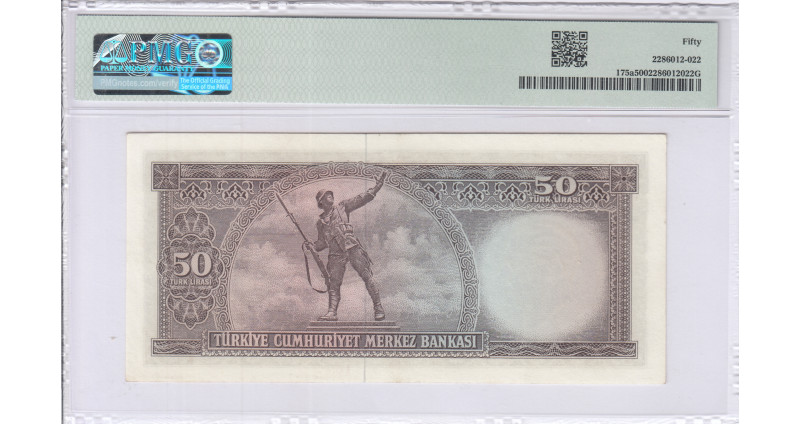 PMG
PAPER MONEY GUARANTY
PMGnotes.com/verify
The Official Grading
Service of the PNG
Fifty
2286012-022
175a5002286012022G
50
TÜRK LİRASI
50
TÜRK LİRASI
TÜRKİYE CUMHURİYET MERKEZ BANKASI